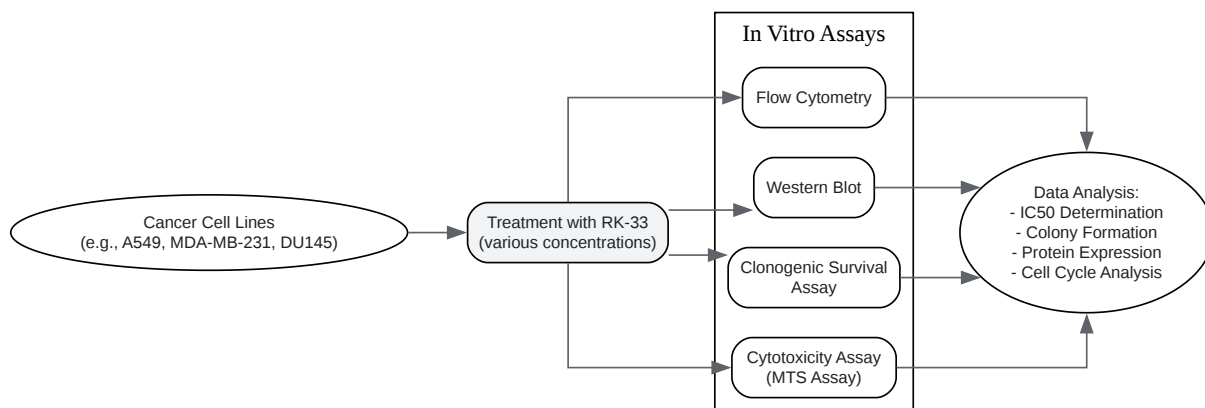 In Vitro Assays
Flow Cytometry
Western Blot
Cancer Cell Lines
(e.g., A549, MDA-MB-231, DU145)
Treatment with RK-33
(various concentrations)
Clonogenic Survival
Assay
Cytotoxicity Assay
(MTS Assay)
Data Analysis:
- IC50 Determination
- Colony Formation
- Protein Expression
- Cell Cycle Analysis